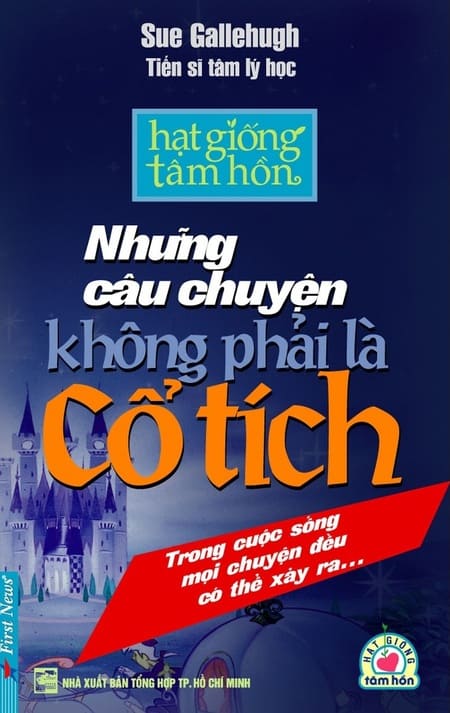 Sue Gallehugh
Tiến sĩ tâm lý học
hạt giống
tâm hồn
Những
câu chuyện
không phải là
Cổ tích
Trong cuộc sống
mọi chuyện đều
có thể xảy ra...
First News
NHÀ XUẤT BẢN TỔNG HỢP TP. HỒ CHÍ MINH
HẠT GIỐNG
tâm hồn